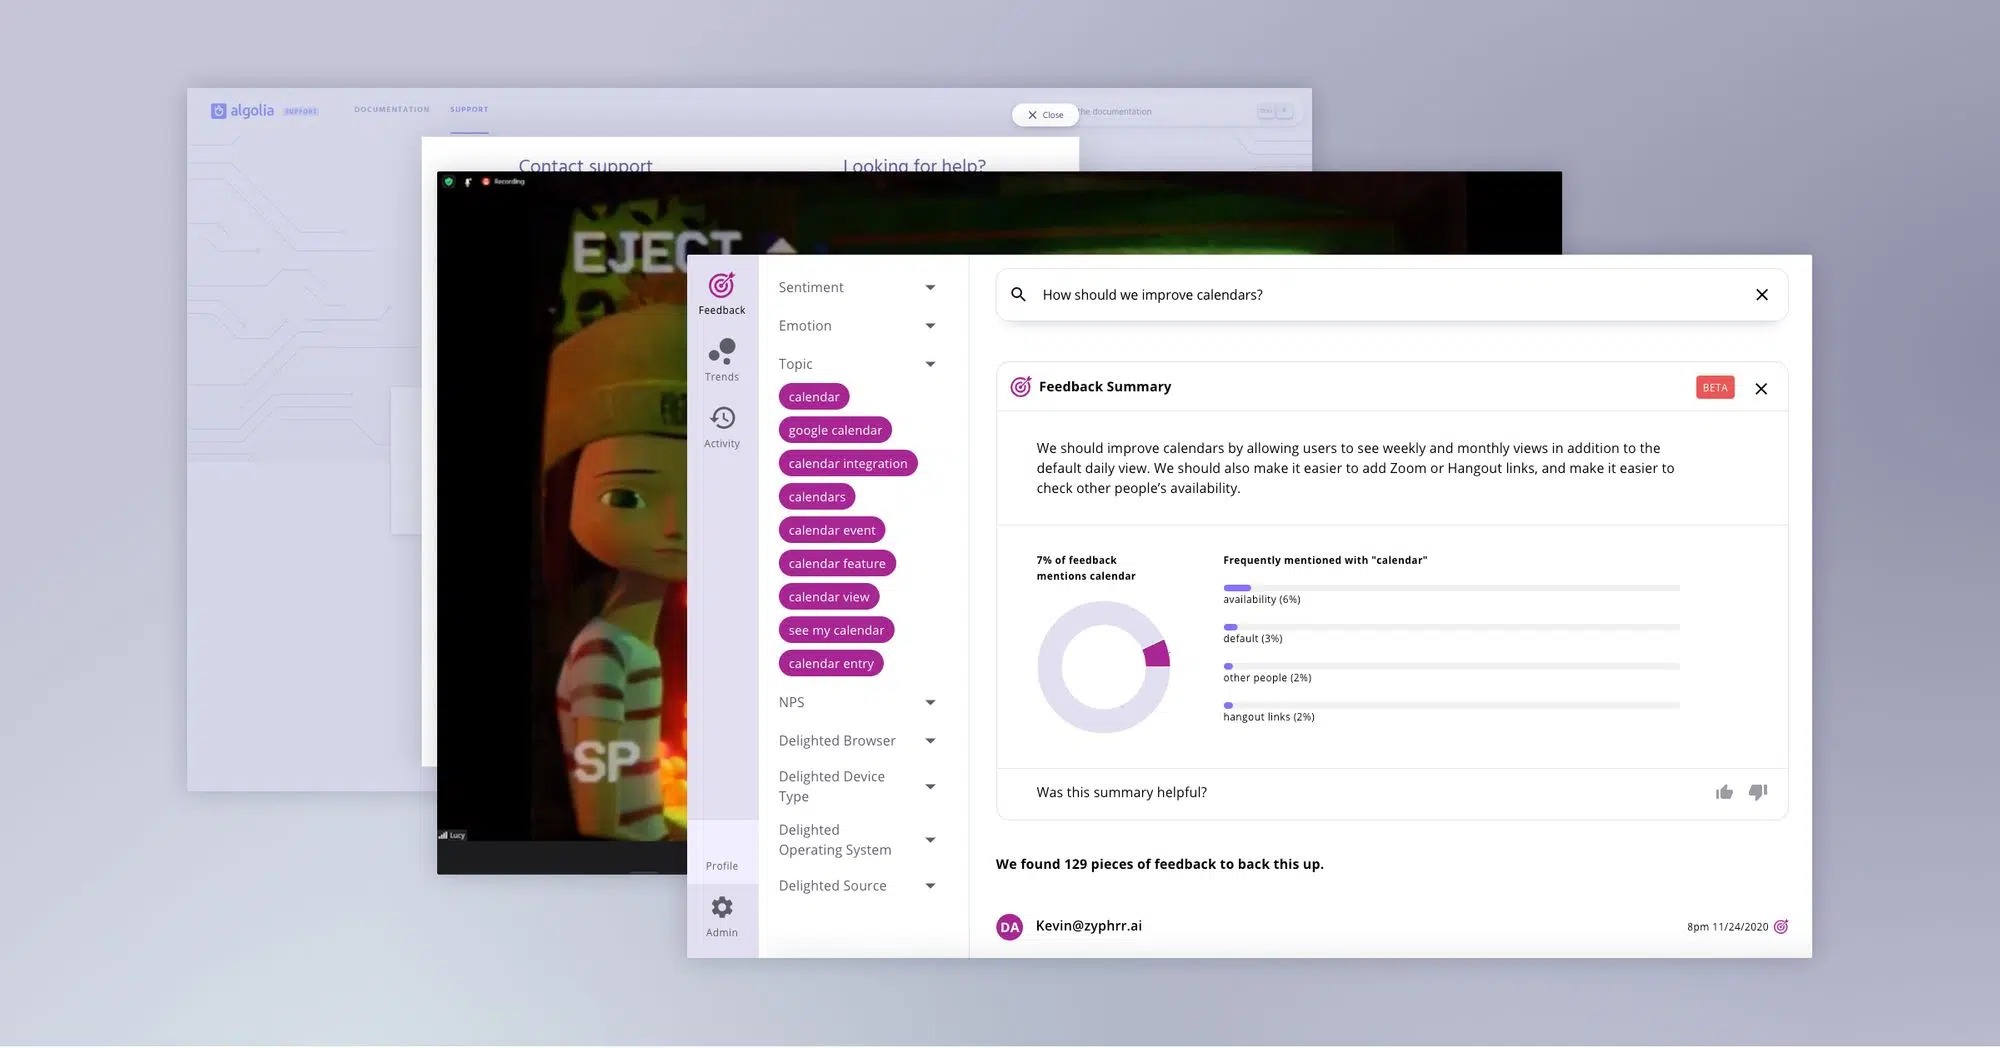 algolia SUPPORT
DOCUMENTATION
SUPPORT
Close
the documentation
Contact support
Looking for help?
Recording
EJECT
SP
Lucy
Feedback
Trends
Activity
Profile
Admin
Sentiment
Emotion
Topic
calendar
google calendar
calendar integration
calendars
calendar event
calendar feature
calendar view
see my calendar
calendar entry
NPS
Delighted Browser
Delighted Device
Type
Delighted
Operating System
Delighted Source
How should we improve calendars?
Feedback Summary
BETA
We should improve calendars by allowing users to see weekly and monthly views in addition to the
default daily view. We should also make it easier to add Zoom or Hangout links, and make it easier to
check other people’s availability.
7% of feedback
mentions calendar
Frequently mentioned with "calendar"
availability (6%)
default (3%)
other people (2%)
hangout links (2%)
Was this summary helpful?
We found 129 pieces of feedback to back this up.
DA
Kevin@zyphrr.ai
8pm 11/24/2020